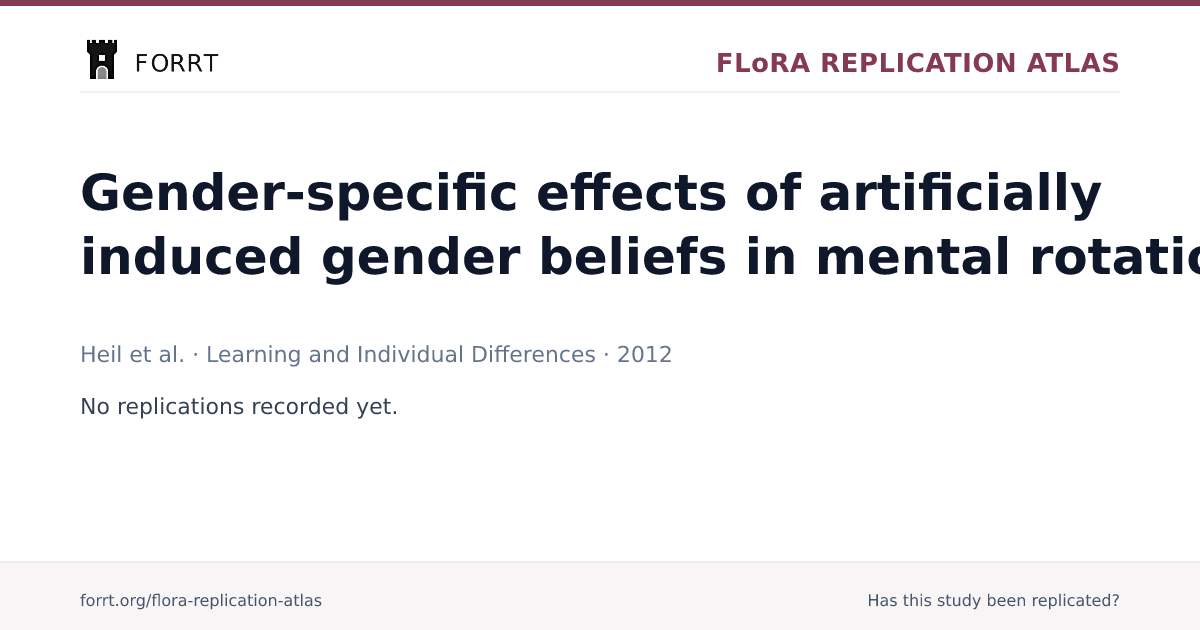 FORRT
FLoRA REPLICATION ATLAS
Gender-specific effects of artificially
induced gender beliefs in mental rotatio
Heil et al. · Learning and Individual Differences · 2012
No replications recorded yet.
forrt.org/flora-replication-atlas
Has this study been replicated?